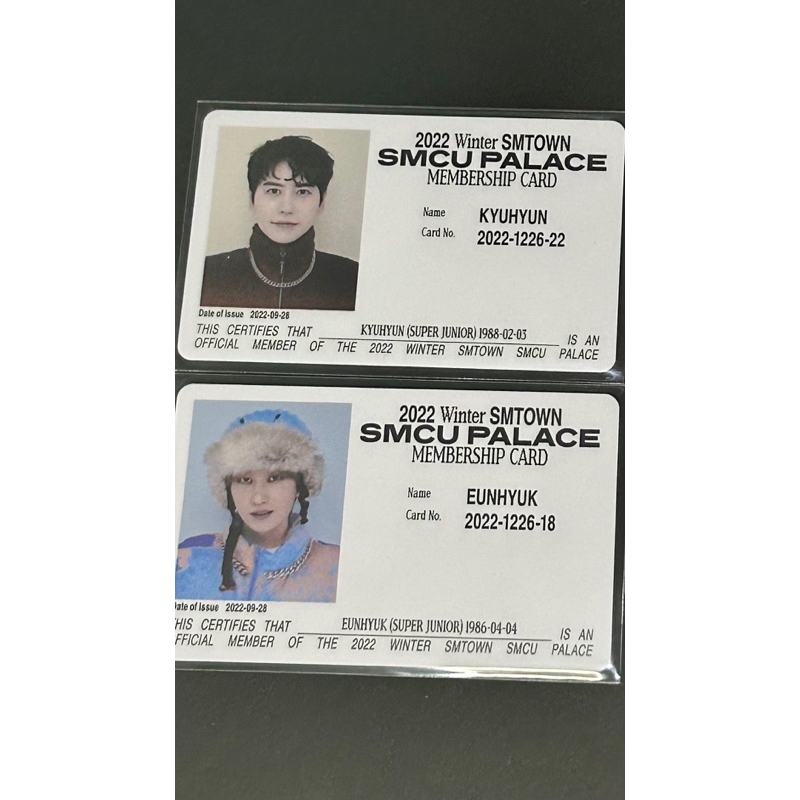 2022 Winter SMTOWN
SMCU PALACE
MEMBERSHIP CARD
Name KYUHYUN
Card No. 2022-1226-22
Date of Issue 2022-09-28
THIS CERTIFIES THAT KYUHYUN (SUPER JUNIOR) 1988-02-03 IS AN
OFFICIAL MEMBER OF THE 2022 WINTER SMTOWN SMCU PALACE
2022 Winter SMTOWN
SMCU PALACE
MEMBERSHIP CARD
Name EUNHYUK
Card No. 2022-1226-18
ate of Issue 2022-09-28
HIS CERTIFIES THAT EUNHYUK (SUPER JUNIOR) 1986-04-04 IS AN
FFICIAL MEMBER OF THE 2022 WINTER SMTOWN SMCU PALACE